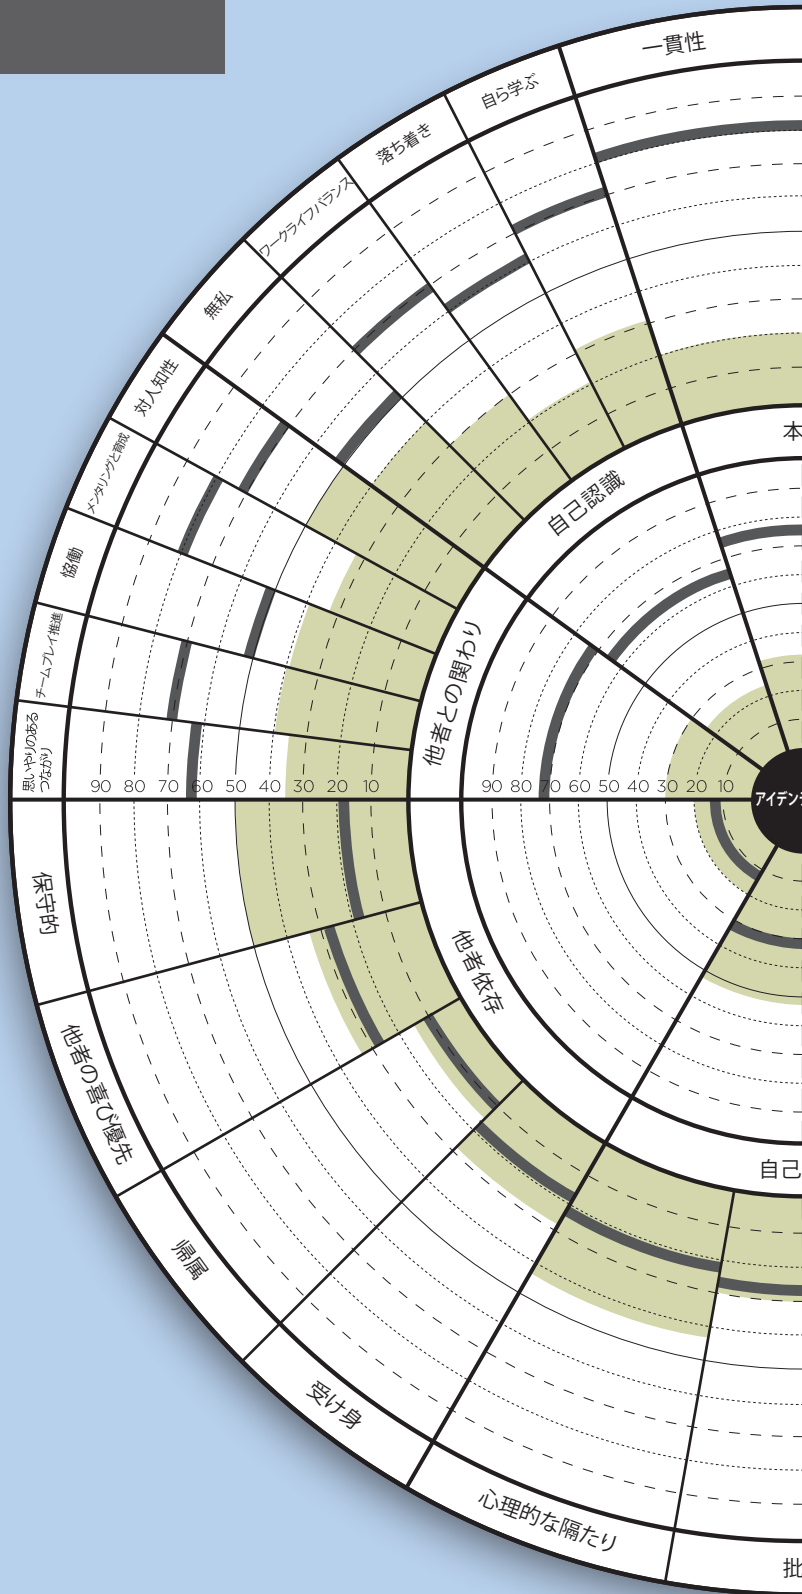 一貫性
自ら学ぶ
落ち着き
ワークライフバランス
無私
対人知性
メンタリングと育成
協働
チームプレイ推進
思いやりのある
つながり
本
自己認識
他者との関わり
90 80 70 60 50 40 30 20 10
90 80 70 60 50 40 30 20 10
アイデン
保守的
他者依存
他者の喜び優先
帰属
受け身
自己
心理的な隔たり
批